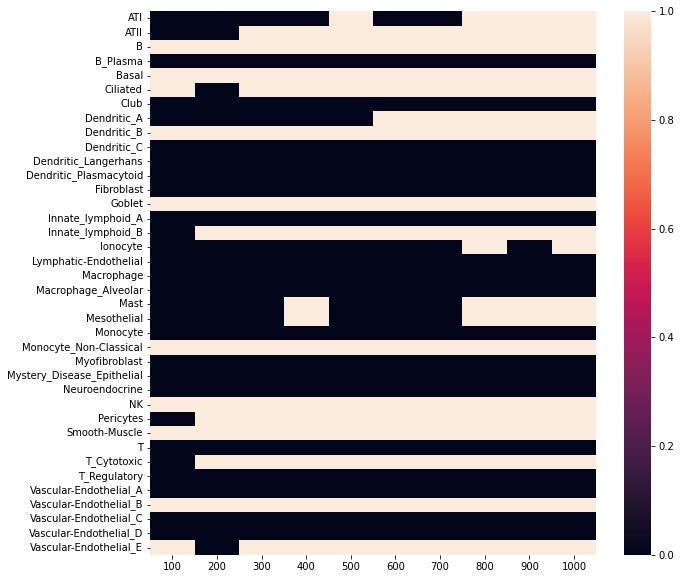 ATI
ATII
B
B_Plasma
Basal
Ciliated
Club
Dendritic_A
Dendritic_B
Dendritic_C
Dendritic_Langerhans
Dendritic_Plasmacytoid
Fibroblast
Goblet
Innate_lymphoid_A
Innate_lymphoid_B
Ionocyte
Lymphatic-Endothelial
Macrophage
Macrophage_Alveolar
Mast
Mesothelial
Monocyte
Monocyte_Non-Classical
Myofibroblast
Mystery_Disease_Epithelial
Neuroendocrine
NK
Pericytes
Smooth-Muscle
T
T_Cytotoxic
T_Regulatory
Vascular-Endothelial_A
Vascular-Endothelial_B
Vascular-Endothelial_C
Vascular-Endothelial_D
Vascular-Endothelial_E
100 200 300 400 500 600 700 800 900 1000
1.0
0.8
0.6
0.4
0.2
0.0